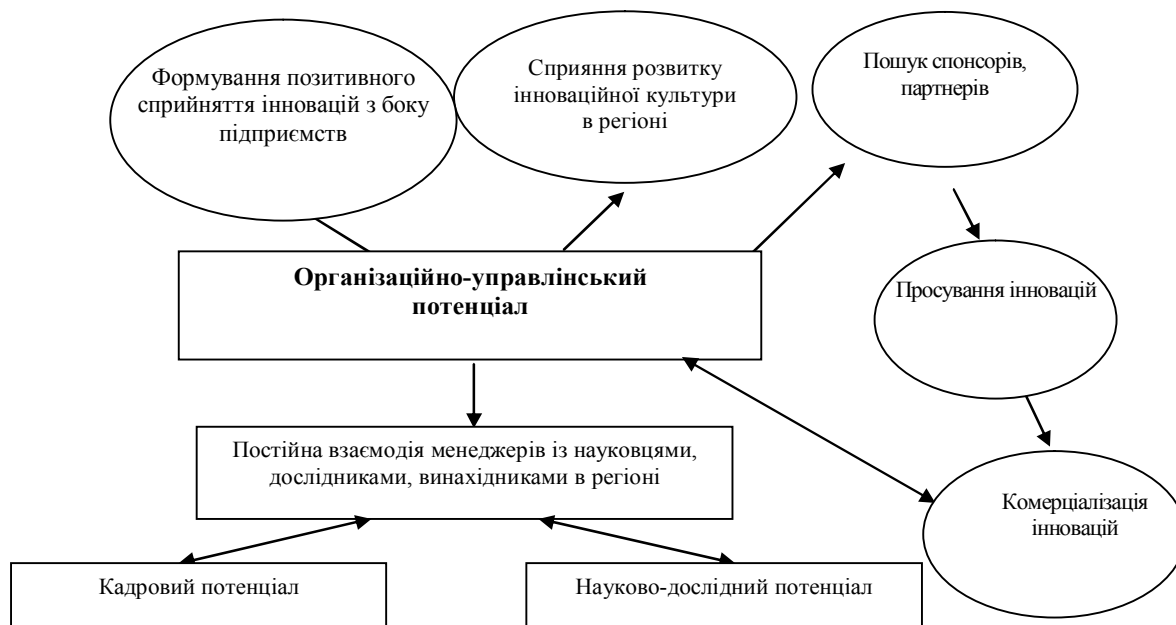 Формування позитивного
сприйняття інновацій з боку
підприємств
Сприяння розвитку
інноваційної культури
в регіоні
Пошук спонсорів,
партнерів
Організаційно-управлінський
потенціал
Просування інновацій
Постійна взаємодія менеджерів із науковцями,
дослідниками, винахідниками в регіоні
Комерціалізація
інновацій
Кадровий потенціал
Науково-дослідний потенціал